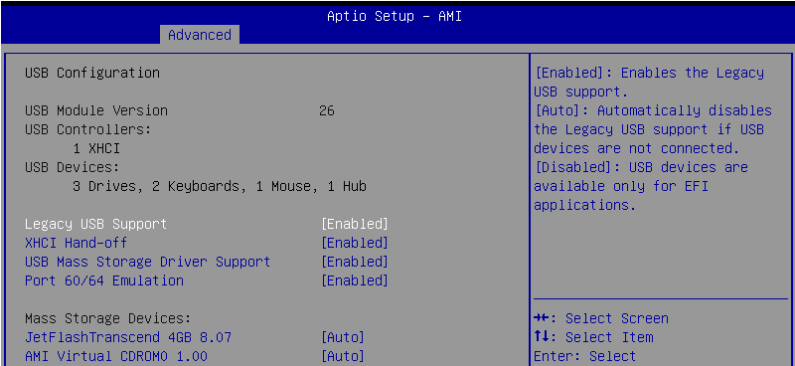 Aptio Setup – AMI
Advanced
USB Configuration
USB Module Version 26
USB Controllers:
1 XHCI
USB Devices:
3 Drives, 2 Keyboards, 1 Mouse, 1 Hub
Legacy USB Support [Enabled]
XHCI Hand-off [Enabled]
USB Mass Storage Driver Support [Enabled]
Port 60/64 Emulation [Enabled]
Mass Storage Devices:
JetFlashTranscend 4GB 8.07 [Auto]
AMI Virtual CDROM0 1.00 [Auto]
[Enabled]: Enables the Legacy
USB support.
[Auto]: Automatically disables
the Legacy USB support if USB
devices are not connected.
[Disabled]: USB devices are
available only for EFI
applications.
→←: Select Screen
↑↓: Select Item
Enter: Select